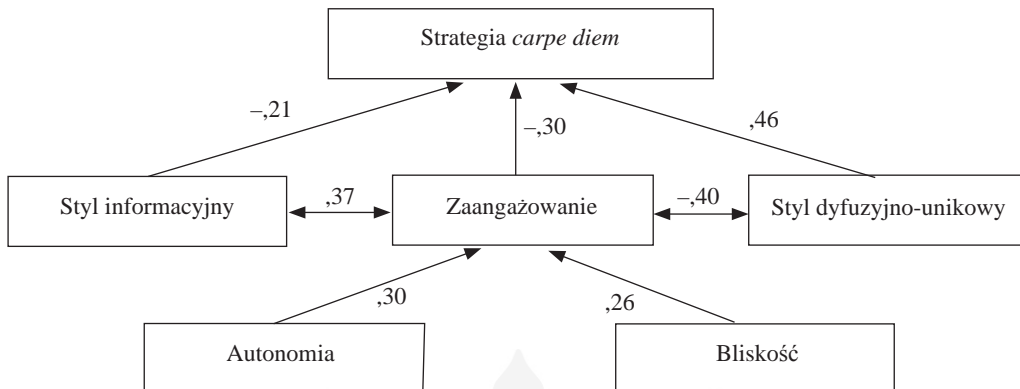 Strategia carpe diem
–,21
–,30
,46
Styl informacyjny
,37
Zaangażowanie
–,40
Styl dyfuzyjno-unikowy
,30
,26
Autonomia
Bliskość